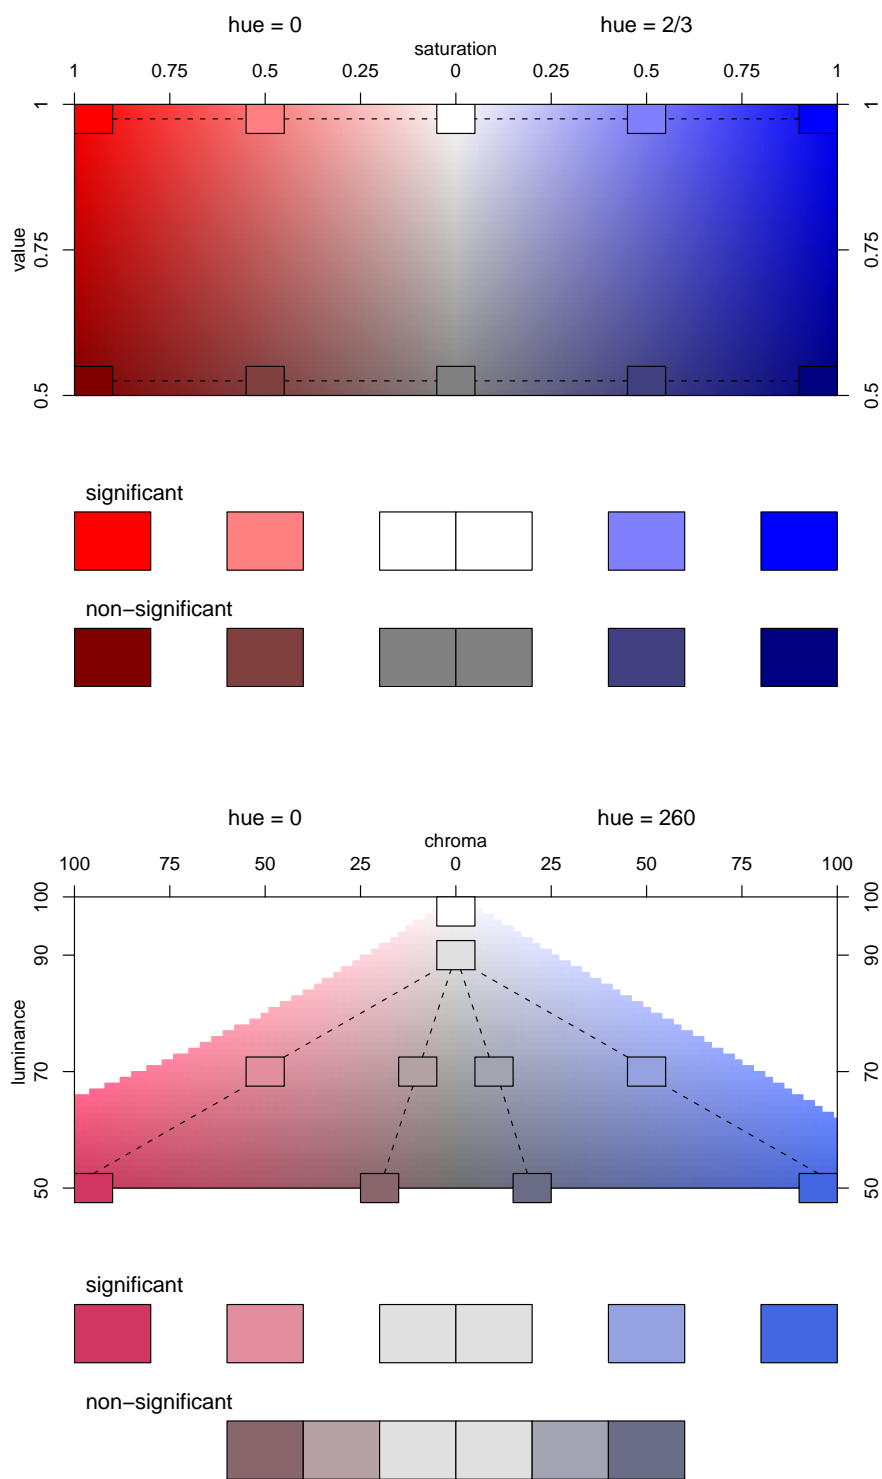 hue = 0 hue = 2/3
saturation
1 0.75 0.5 0.25 0 0.25 0.5 0.75 1
1 1
value 0.75 0.75
0.5 0.5
significant
non−significant
hue = 0 hue = 260
chroma
100 75 50 25 0 25 50 75 100
100 100
90 90
luminance 70 70
50 50
significant
non−significant